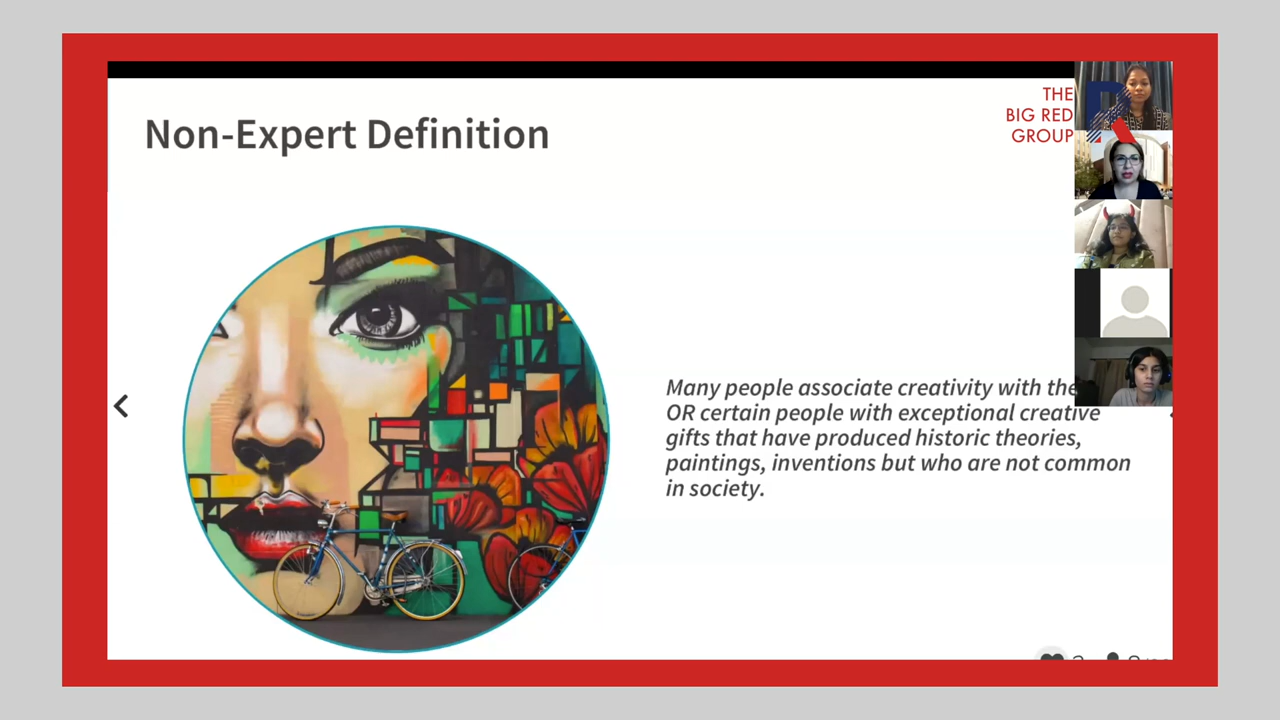 Non-Expert Definition
THE
BIG RED
GROUP
Many people associate creativity with the
OR certain people with exceptional creative
gifts that have produced historic theories,
paintings, inventions but who are not common
in society.